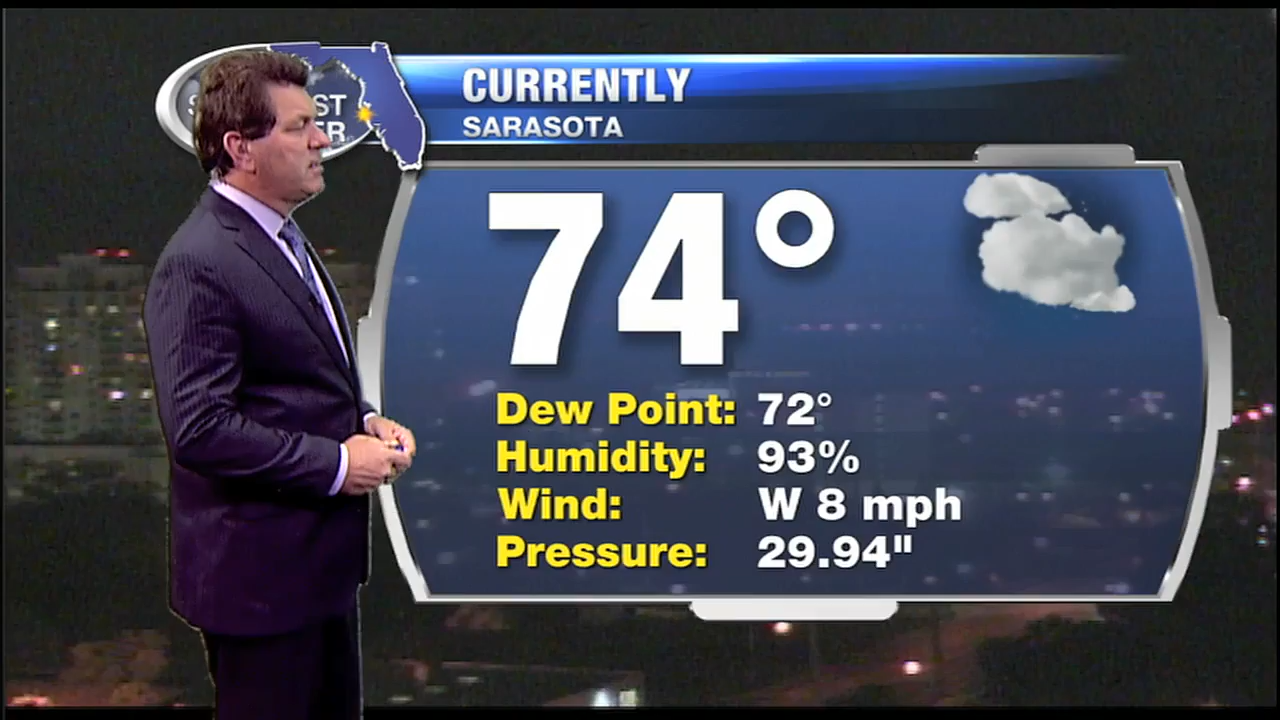 CURRENTLY
SARASOTA
74°
Dew Point: 72°
Humidity: 93%
Wind: W 8 mph
Pressure: 29.94"